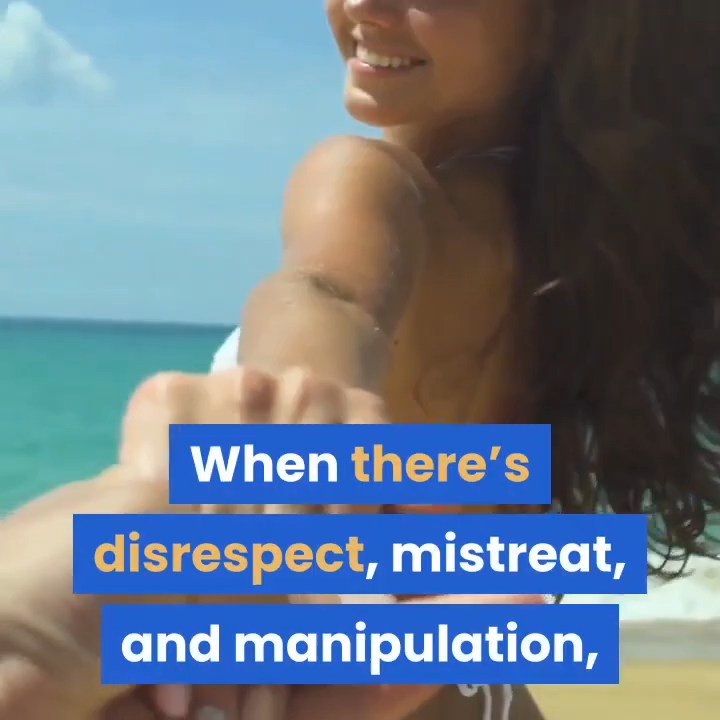 When there’s
disrespect, mistreat,
and manipulation,